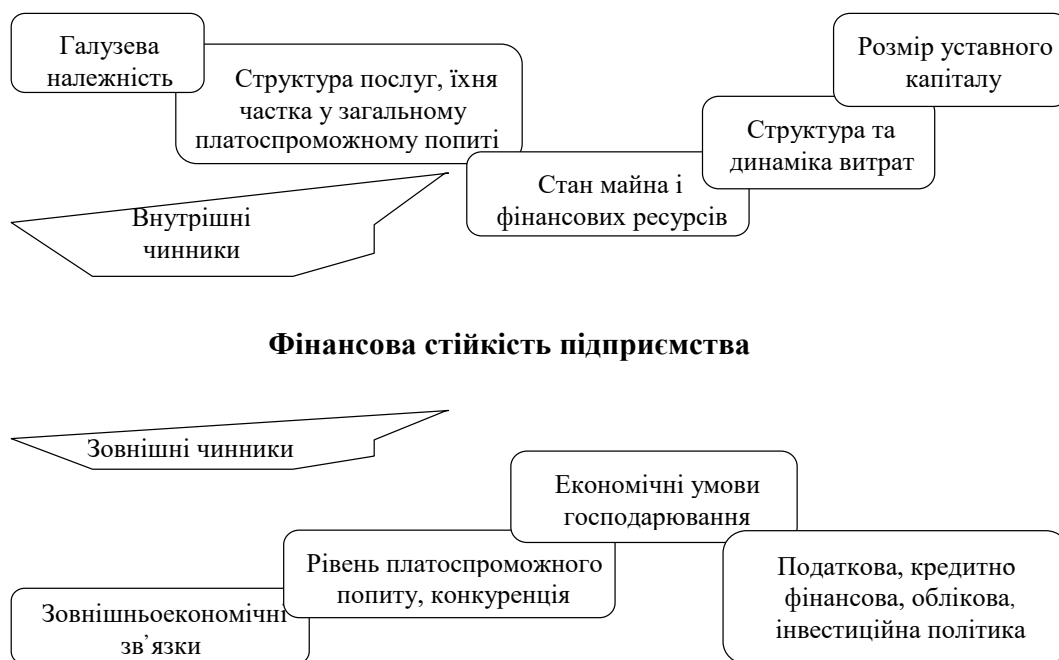 Галузева
належність
Структура послуг, їхня
частка у загальному
платоспроможному попиті
Стан майна і
фінансових ресурсів
Структура та
динаміка витрат
Розмір уставного
капіталу
Внутрішні
чинники
Фінансова стійкість підприємства
Зовнішні чинники
Економічні умови
господарювання
Рівень платоспроможного
попиту, конкуренція
Зовнішньоекономічні
зв’язки
Податкова, кредитно
фінансова, облікова,
інвестиційна політика